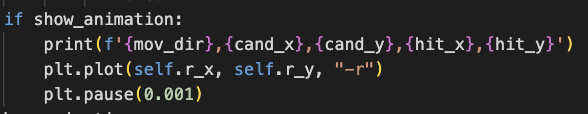 if show_animation:
    print(f'{mov_dir},{cand_x},{cand_y},{hit_x},{hit_y}')
    plt.plot(self.r_x, self.r_y, "-r")
    plt.pause(0.001)